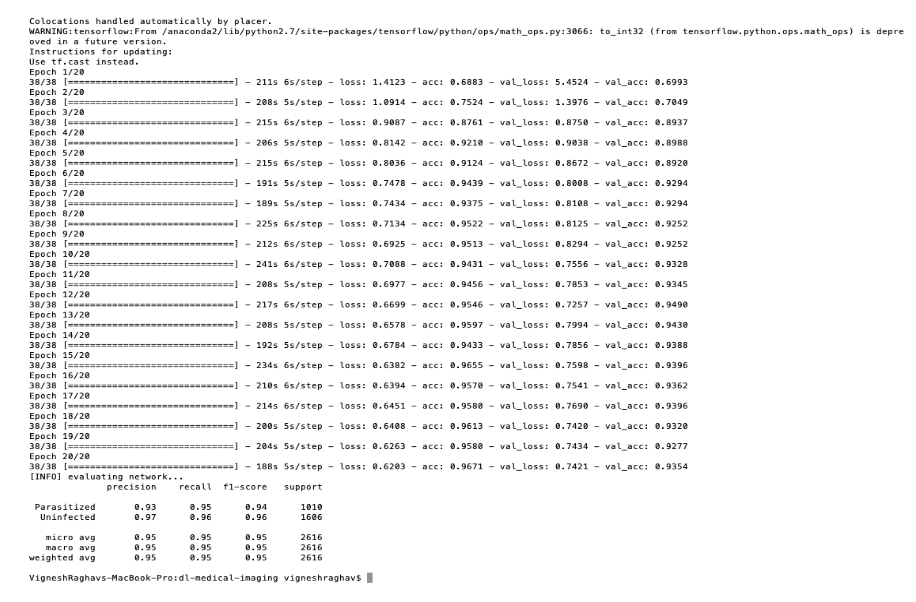 Colocations handled automatically by placer.
WARNING:tensorflow:From /anaconda2/lib/python2.7/site-packages/tensorflow/python/ops/math_ops.py:3066: to_int32 (from tensorflow.python.ops.math_ops) is depre
oved in a future version.
Instructions for updating:
Use tf.cast instead.
Epoch 1/20
38/38 [==============================] - 211s 6s/step - loss: 1.4123 - acc: 0.6883 - val_loss: 5.4524 - val_acc: 0.6993
Epoch 2/20
38/38 [==============================] - 208s 5s/step - loss: 1.0914 - acc: 0.7524 - val_loss: 1.3976 - val_acc: 0.7049
Epoch 3/20
38/38 [==============================] - 215s 6s/step - loss: 0.9087 - acc: 0.8761 - val_loss: 0.8750 - val_acc: 0.8937
Epoch 4/20
38/38 [==============================] - 206s 5s/step - loss: 0.8142 - acc: 0.9210 - val_loss: 0.9038 - val_acc: 0.8988
Epoch 5/20
38/38 [==============================] - 215s 6s/step - loss: 0.8036 - acc: 0.9124 - val_loss: 0.8672 - val_acc: 0.8920
Epoch 6/20
38/38 [==============================] - 191s 5s/step - loss: 0.7478 - acc: 0.9439 - val_loss: 0.8008 - val_acc: 0.9294
Epoch 7/20
38/38 [==============================] - 189s 5s/step - loss: 0.7434 - acc: 0.9375 - val_loss: 0.8108 - val_acc: 0.9294
Epoch 8/20
38/38 [==============================] - 225s 6s/step - loss: 0.7134 - acc: 0.9522 - val_loss: 0.8125 - val_acc: 0.9252
Epoch 9/20
38/38 [==============================] - 212s 6s/step - loss: 0.6925 - acc: 0.9513 - val_loss: 0.8294 - val_acc: 0.9252
Epoch 10/20
38/38 [==============================] - 241s 6s/step - loss: 0.7088 - acc: 0.9431 - val_loss: 0.7556 - val_acc: 0.9328
Epoch 11/20
38/38 [==============================] - 208s 5s/step - loss: 0.6977 - acc: 0.9456 - val_loss: 0.7853 - val_acc: 0.9345
Epoch 12/20
38/38 [==============================] - 217s 6s/step - loss: 0.6699 - acc: 0.9546 - val_loss: 0.7257 - val_acc: 0.9490
Epoch 13/20
38/38 [==============================] - 208s 5s/step - loss: 0.6578 - acc: 0.9597 - val_loss: 0.7994 - val_acc: 0.9430
Epoch 14/20
38/38 [==============================] - 192s 5s/step - loss: 0.6784 - acc: 0.9433 - val_loss: 0.7856 - val_acc: 0.9388
Epoch 15/20
38/38 [==============================] - 234s 6s/step - loss: 0.6382 - acc: 0.9655 - val_loss: 0.7598 - val_acc: 0.9396
Epoch 16/20
38/38 [==============================] - 210s 6s/step - loss: 0.6394 - acc: 0.9570 - val_loss: 0.7541 - val_acc: 0.9362
Epoch 17/20
38/38 [==============================] - 214s 6s/step - loss: 0.6451 - acc: 0.9580 - val_loss: 0.7690 - val_acc: 0.9396
Epoch 18/20
38/38 [==============================] - 200s 5s/step - loss: 0.6408 - acc: 0.9613 - val_loss: 0.7420 - val_acc: 0.9320
Epoch 19/20
38/38 [==============================] - 204s 5s/step - loss: 0.6263 - acc: 0.9580 - val_loss: 0.7434 - val_acc: 0.9277
Epoch 20/20
38/38 [==============================] - 188s 5s/step - loss: 0.6203 - acc: 0.9671 - val_loss: 0.7421 - val_acc: 0.9354
[INFO] evaluating network...
precision recall f1-score support
Parasitized 0.93 0.95 0.94 1010
Uninfected 0.97 0.96 0.96 1606
micro avg 0.95 0.95 0.95 2616
macro avg 0.95 0.95 0.95 2616
weighted avg 0.95 0.95 0.95 2616
VigneshRaghavs-MacBook-Pro:dl-medical-imaging vigneshraghav$